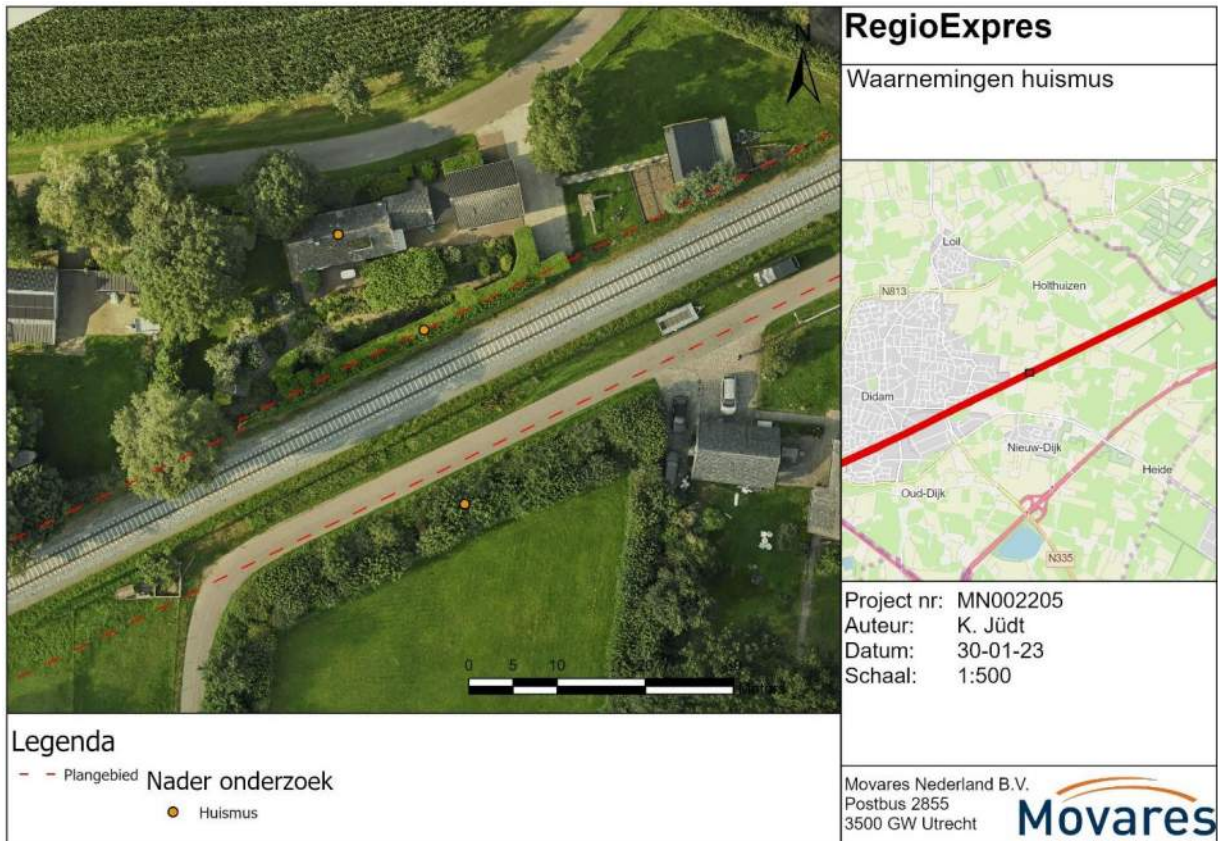 RegioExpres
Waarnemingen huismus
N
Loil
N813
Holthuizen
Didam
Nieuw-Dijk
Heide
Oud-Dijk
N335
0 5 10 20
Project nr: MN002205
Auteur: K. Jüdt
Datum: 30-01-23
Schaal: 1:500
Legenda
Plangebied
Nader onderzoek
Huismus
Movares Nederland B.V.
Postbus 2855
3500 GW Utrecht
Movares